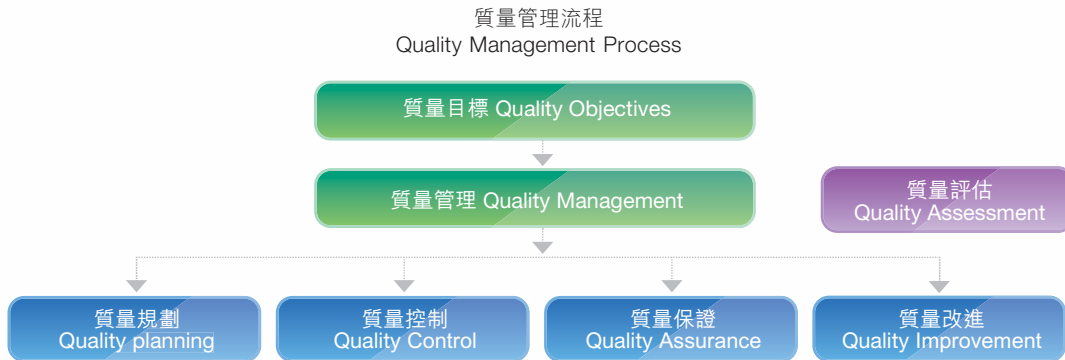 質量管理流程
Quality Management Process
質量目標 Quality Objectives
質量管理 Quality Management
質量評估
Quality Assessment
質量規劃
Quality planning
質量控制
Quality Control
質量保證
Quality Assurance
質量改進
Quality Improvement